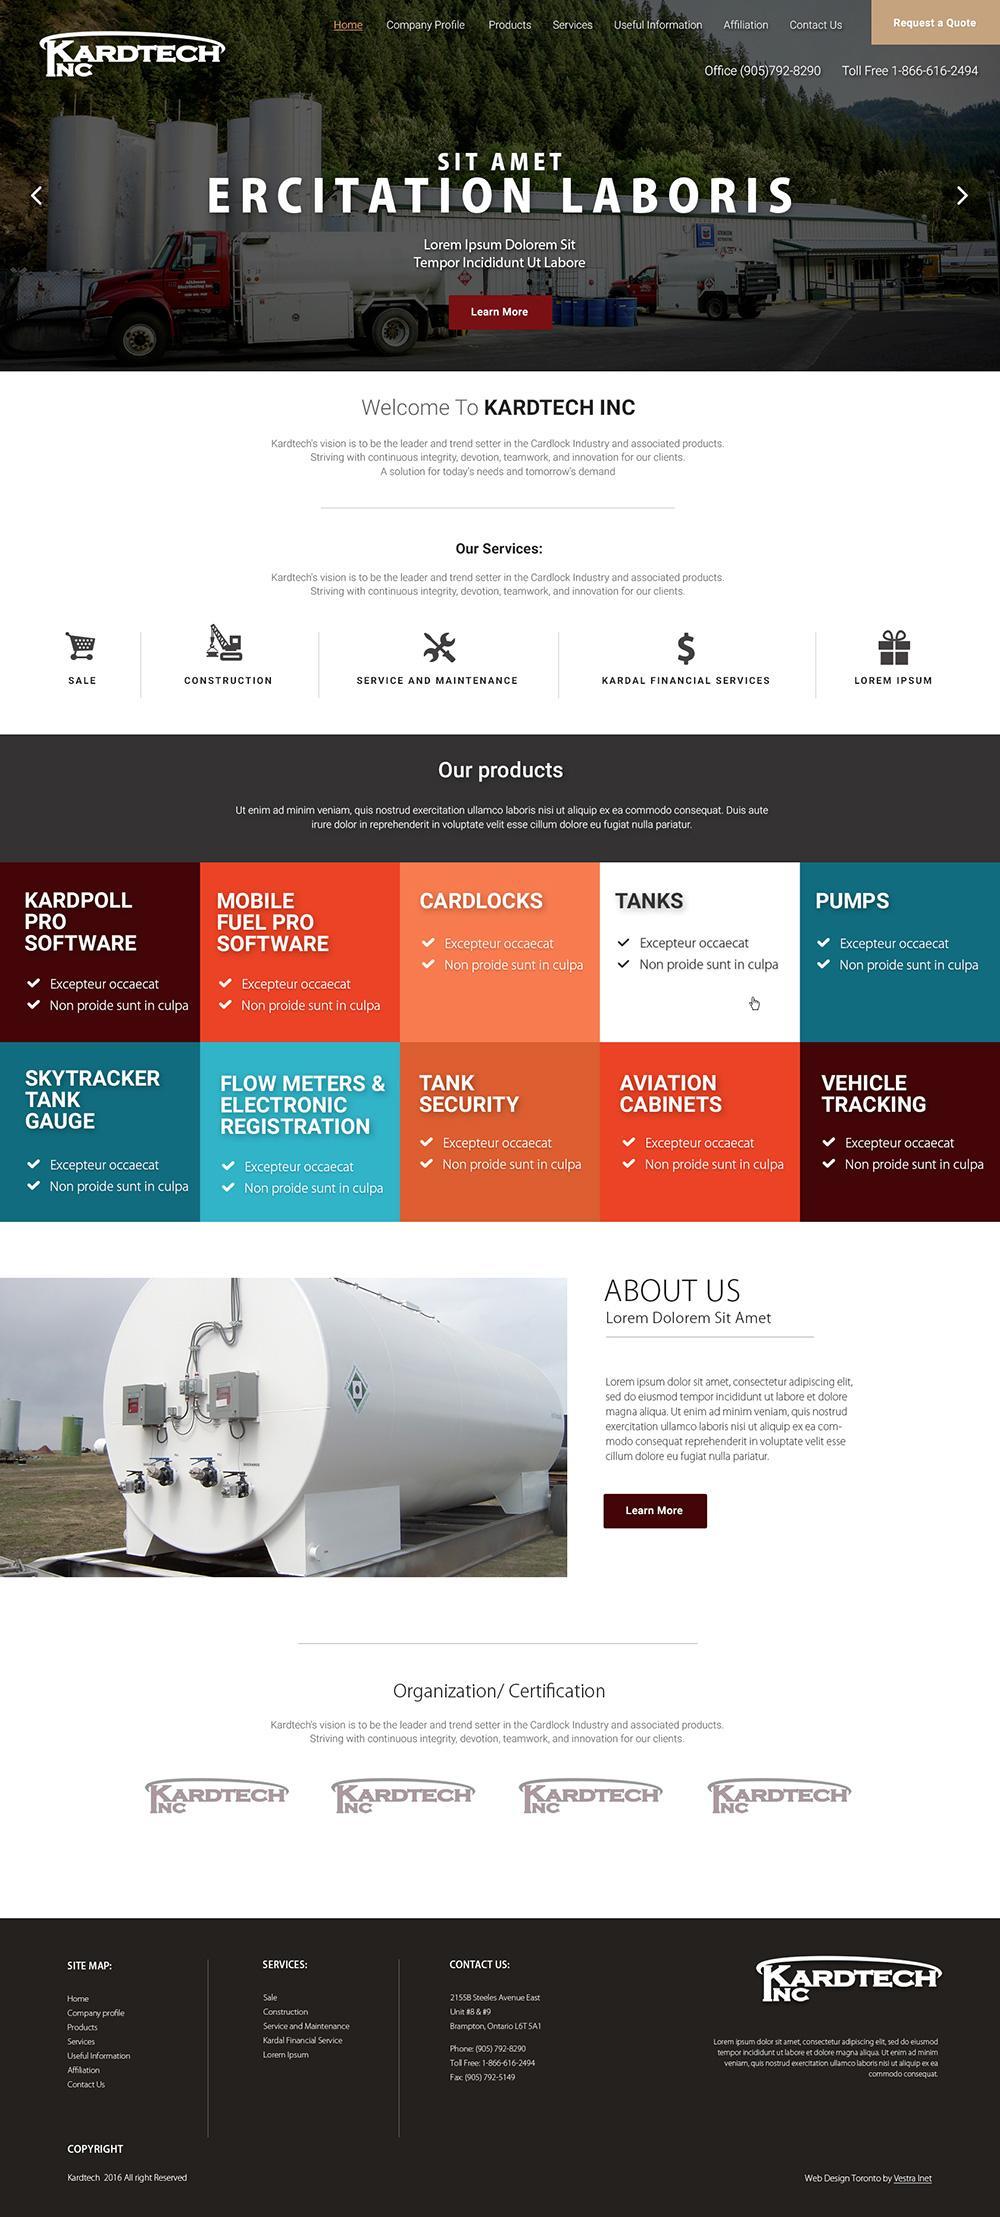 Home Company Profile Products Services Useful Information Affiliation Contact Us Request a Quote
KARDTECH INC
Office (905)792-8290 Toll Free 1-866-616-2494
SIT AMET
ERCITATION LABORIS
Lorem Ipsum Dolorem Sit
Tempor Incididunt Ut Labore
Learn More
Welcome To KARDTECH INC
Kardtech's vision is to be the leader and trend setter in the Cardlock Industry and associated products.
Striving with continuous integrity, devotion, teamwork, and innovation for our clients.
A solution for today's needs and tomorrow's demand
Our Services:
Kardtech's vision is to be the leader and trend setter in the Cardlock Industry and associated products.
Striving with continuous integrity, devotion, teamwork, and innovation for our clients.
SALE
CONSTRUCTION
SERVICE AND MAINTENANCE
KARDAL FINANCIAL SERVICES
LOREM IPSUM
Our products
Ut enim ad minim veniam, quis nostrud exercitation ullamco laboris nisi ut aliquip ex ea commodo consequat. Duis aute
irure dolor in reprehenderit in voluptate velit esse cillum dolore eu fugiat nulla pariatur.
KARDPOLL
PRO
SOFTWARE
Excepteur occaecat
Non proide sunt in culpa
MOBILE
FUEL PRO
SOFTWARE
Excepteur occaecat
Non proide sunt in culpa
CARDLOCKS
Excepteur occaecat
Non proide sunt in culpa
TANKS
Excepteur occaecat
Non proide sunt in culpa
PUMPS
Excepteur occaecat
Non proide sunt in culpa
SKYTRACKER
TANK
GAUGE
Excepteur occaecat
Non proide sunt in culpa
FLOW METERS &
ELECTRONIC
REGISTRATION
Excepteur occaecat
Non proide sunt in culpa
TANK
SECURITY
Excepteur occaecat
Non proide sunt in culpa
AVIATION
CABINETS
Excepteur occaecat
Non proide sunt in culpa
VEHICLE
TRACKING
Excepteur occaecat
Non proide sunt in culpa
ABOUT US
Lorem Dolorem Sit Amet
Lorem ipsum dolor sit amet, consectetur adipiscing elit,
sed do eiusmod tempor incididunt ut labore et dolore
magna aliqua. Ut enim ad minim veniam, quis nostrud
exercitation ullamco laboris nisi ut aliquip ex ea com-
modo consequat reprehenderit in voluptate velit esse
cillum dolore eu fugiat nulla pariatur.
Learn More
Organization/ Certification
Kardtech's vision is to be the leader and trend setter in the Cardlock Industry and associated products.
Striving with continuous integrity, devotion, teamwork, and innovation for our clients.
KARDTECH INC
KARDTECH INC
KARDTECH INC
KARDTECH INC
SITE MAP:
Home
Company profile
Products
Services
Useful Information
Affiliation
Contact Us
SERVICES:
Sale
Construction
Service and Maintenance
Kardal Financial Service
Lorem Ipsum
CONTACT US:
2155B Steeles Avenue East
Unit #8 & #9
Brampton, Ontario L6T 5A1
Phone: (905) 792-8290
Toll Free: 1-866-616-2494
Fax: (905) 792-5149
KARDTECH INC
Lorem ipsum dolor sit amet, consectetur adipiscing elit, sed do eiusmod
tempor incididunt ut labore et dolore magna aliqua. Ut enim ad minim
veniam, quis nostrud exercitation ullamco laboris nisi ut aliquip ex ea
commodo consequat.
COPYRIGHT
Kardtech 2016 All right Reserved
Web Design Toronto by Vestra Inet